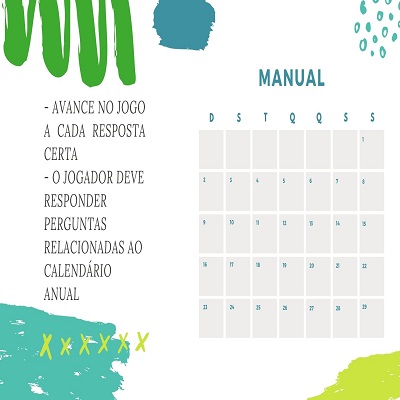 - AVANCE NO JOGO
A CADA RESPOSTA
CERTA
- O JOGADOR DEVE
RESPONDER
PERGUNTAS
RELACIONADAS AO
CALENDÁRIO
ANUAL
MANUAL
D S T Q Q S S
1
2 3 4 5 6 7 8
9 10 11 12 13 14 15
16 17 18 19 20 21 22
23 24 25 26 27 28 29